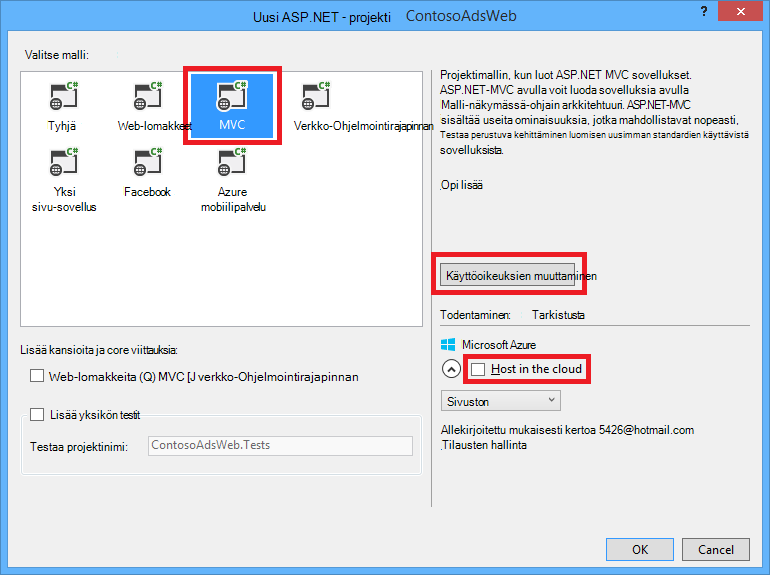 Uusi ASP.NET - projekti ContosoAdsWeb
?
Valitse malli:
Tyhjä
Web-lomakkeet
MVC
Verkko-Ohjelmointirajapinnan
Yksi
sivu-sovellus
Facebook
Azure
mobiilipalvelu
Projektimallin, kun luot ASP.NET MVC sovellukset.
ASP.NET-MVC avulla voit luoda sovelluksia avulla
Malli-näkymässä-ohjain arkkitehtuuri. ASP.NET-MVC
sisältää useita ominaisuuksia, jotka mahdollistavat nopeasti,
Testaa perustuva kehittäminen luomisen uusimman standardien käyttävistä
sovelluksista.
Opi lisää
Käyttöoikeuksien muuttaminen
Todentaminen: Tarkistusta
Microsoft Azure
Host in the cloud
Sivuston
Allekirjoitettu mukaisesti kertoa 5426@hotmail.com
Tilausten hallinta
Lisää kansioita ja core viittauksia:
Web-lomakkeita (Q) MVC [J verkko-Ohjelmointirajapinnan
Lisää yksikön testit
Testaa projektinimi: ContosoAdsWeb.Tests
OK Cancel